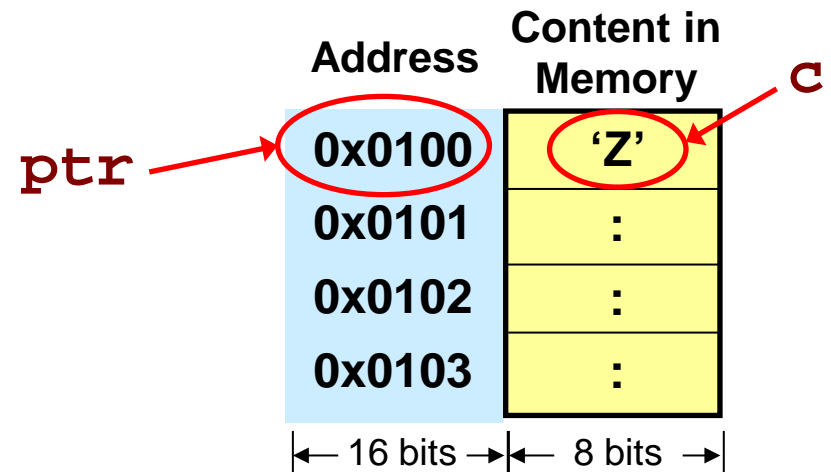 Address
Content in
Memory
c
ptr
0x0100 ‘Z’
0x0101 :
0x0102 :
0x0103 :
16 bits 8 bits